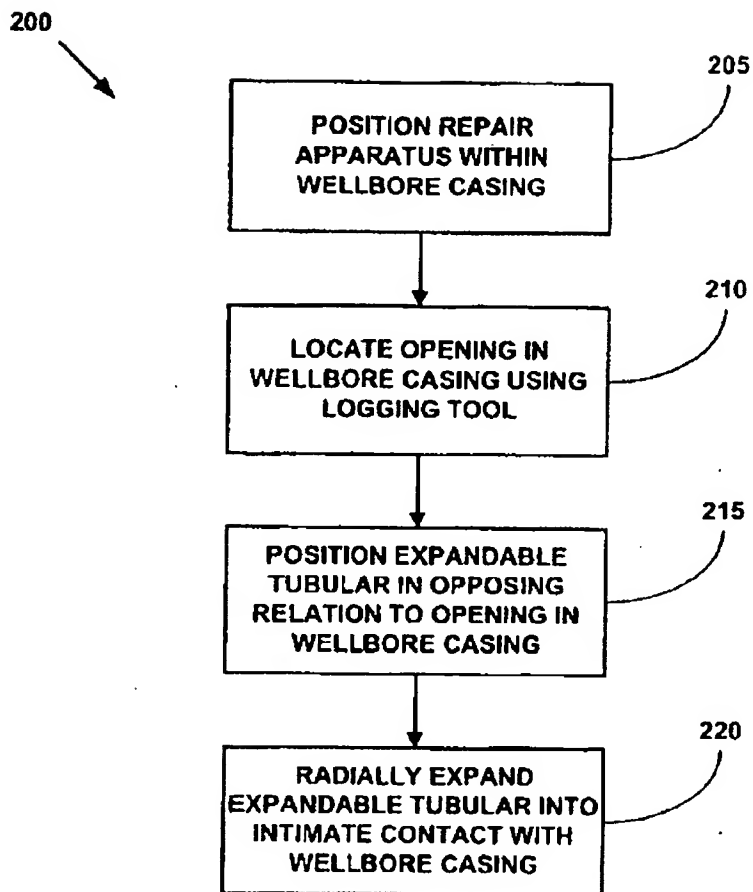 200
205
POSITION REPAIR
APPARATUS WITHIN
WELLBORE CASING
210
LOCATE OPENING IN
WELLBORE CASING USING
LOGGING TOOL
215
POSITION EXPANDABLE
TUBULAR IN OPPOSING
RELATION TO OPENING IN
WELLBORE CASING
220
RADIALLY EXPAND
EXPANDABLE TUBULAR INTO
INTIMATE CONTACT WITH
WELLBORE CASING